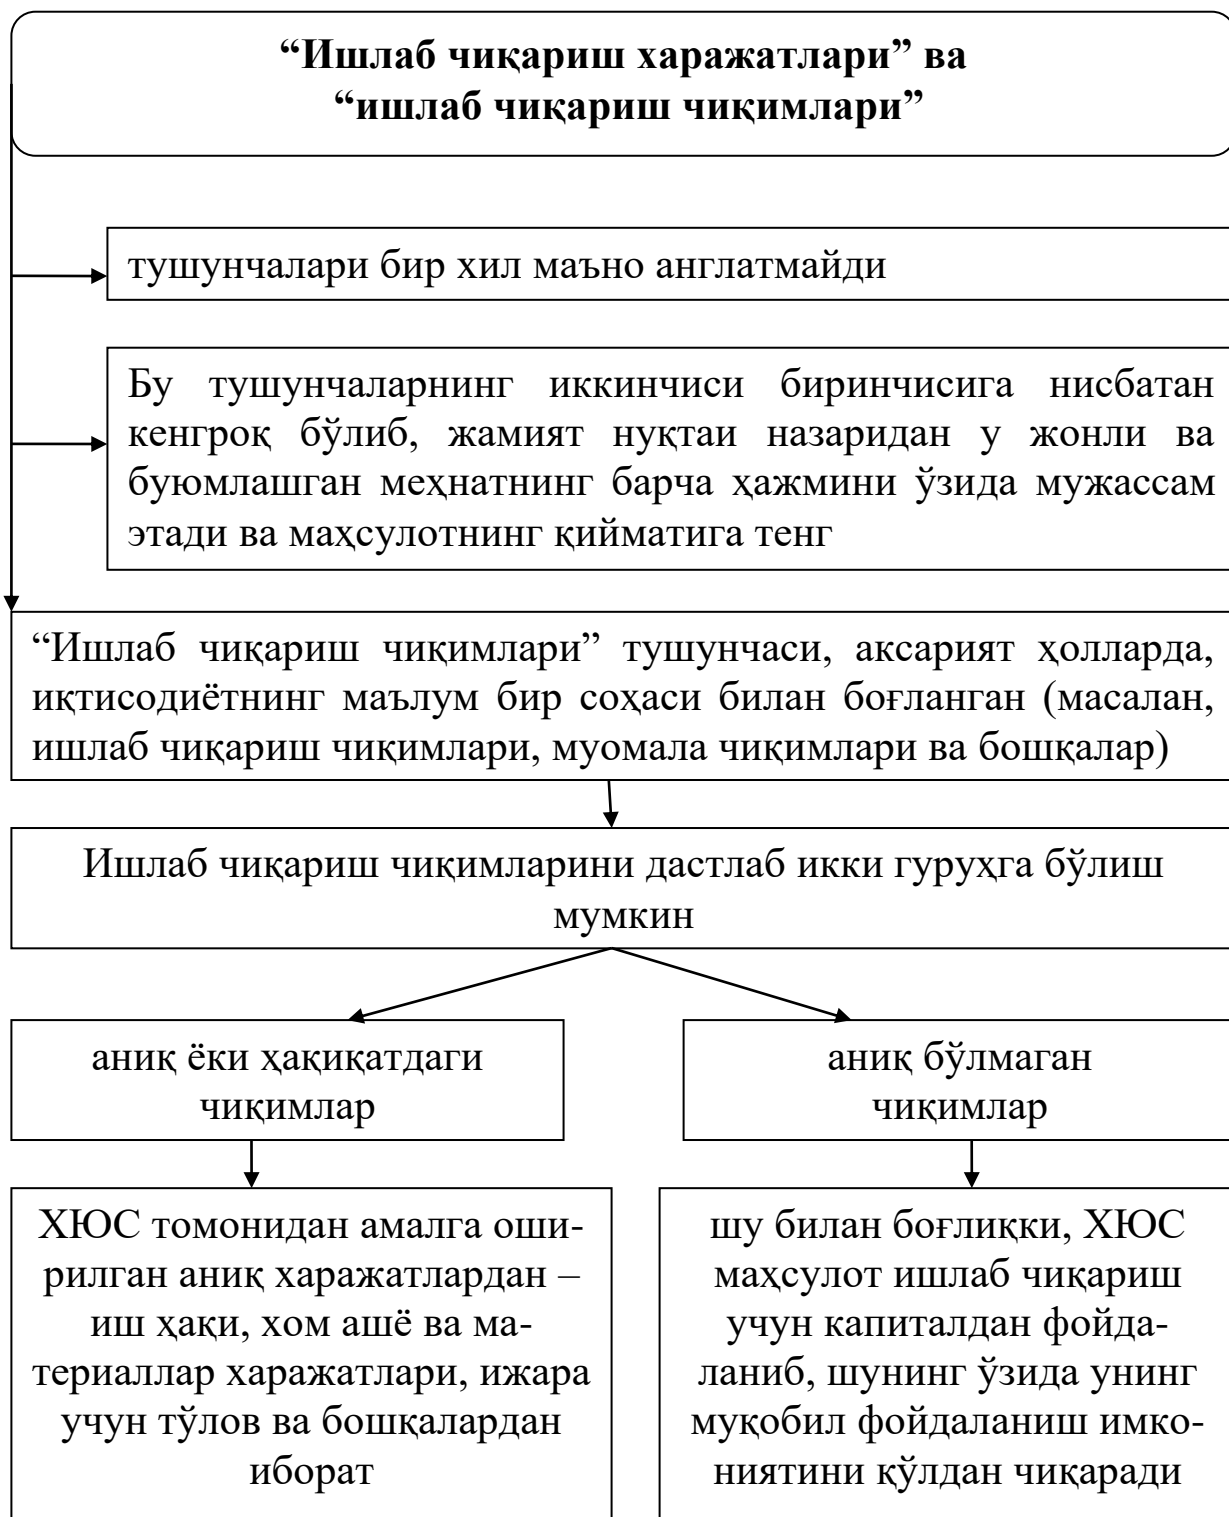 “Ишлаб чиқариш харажатлари” ва
“ишлаб чиқариш чиқимлари”
тушунчалари бир хил маъно англатмайди
Бу тушунчаларнинг иккинчиси биринчисига нисбатан
кенгроқ бўлиб, жамият нуқтаи назаридан у жонли ва
буюмлашган меҳнатнинг барча ҳажмини ўзида мужассам
этади ва маҳсулотнинг қийматига тенг
“Ишлаб чиқариш чиқимлари” тушунчаси, аксарият ҳолларда,
иқтисодиётнинг маълум бир соҳаси билан боғланган (масалан,
ишлаб чиқариш чиқимлари, муомала чиқимлари ва бошқалар)
Ишлаб чиқариш чиқимларини дастлаб икки гуруҳга бўлиш
мумкин
аниқ ёки ҳақиқатдаги
чиқимлар
аниқ бўлмаган
чиқимлар
ХЮС томонидан амалга оши-
рилган аниқ харажатлардан –
иш ҳақи, хом ашё ва ма-
териаллар харажатлари, ижара
учун тўлов ва бошқалардан
иборат
шу билан боғлиқки, ХЮС
маҳсулот ишлаб чиқариш
учун капиталдан фойда-
ланиб, шунинг ўзида унинг
муқобил фойдаланиш имко-
ниятини қўлдан чиқаради